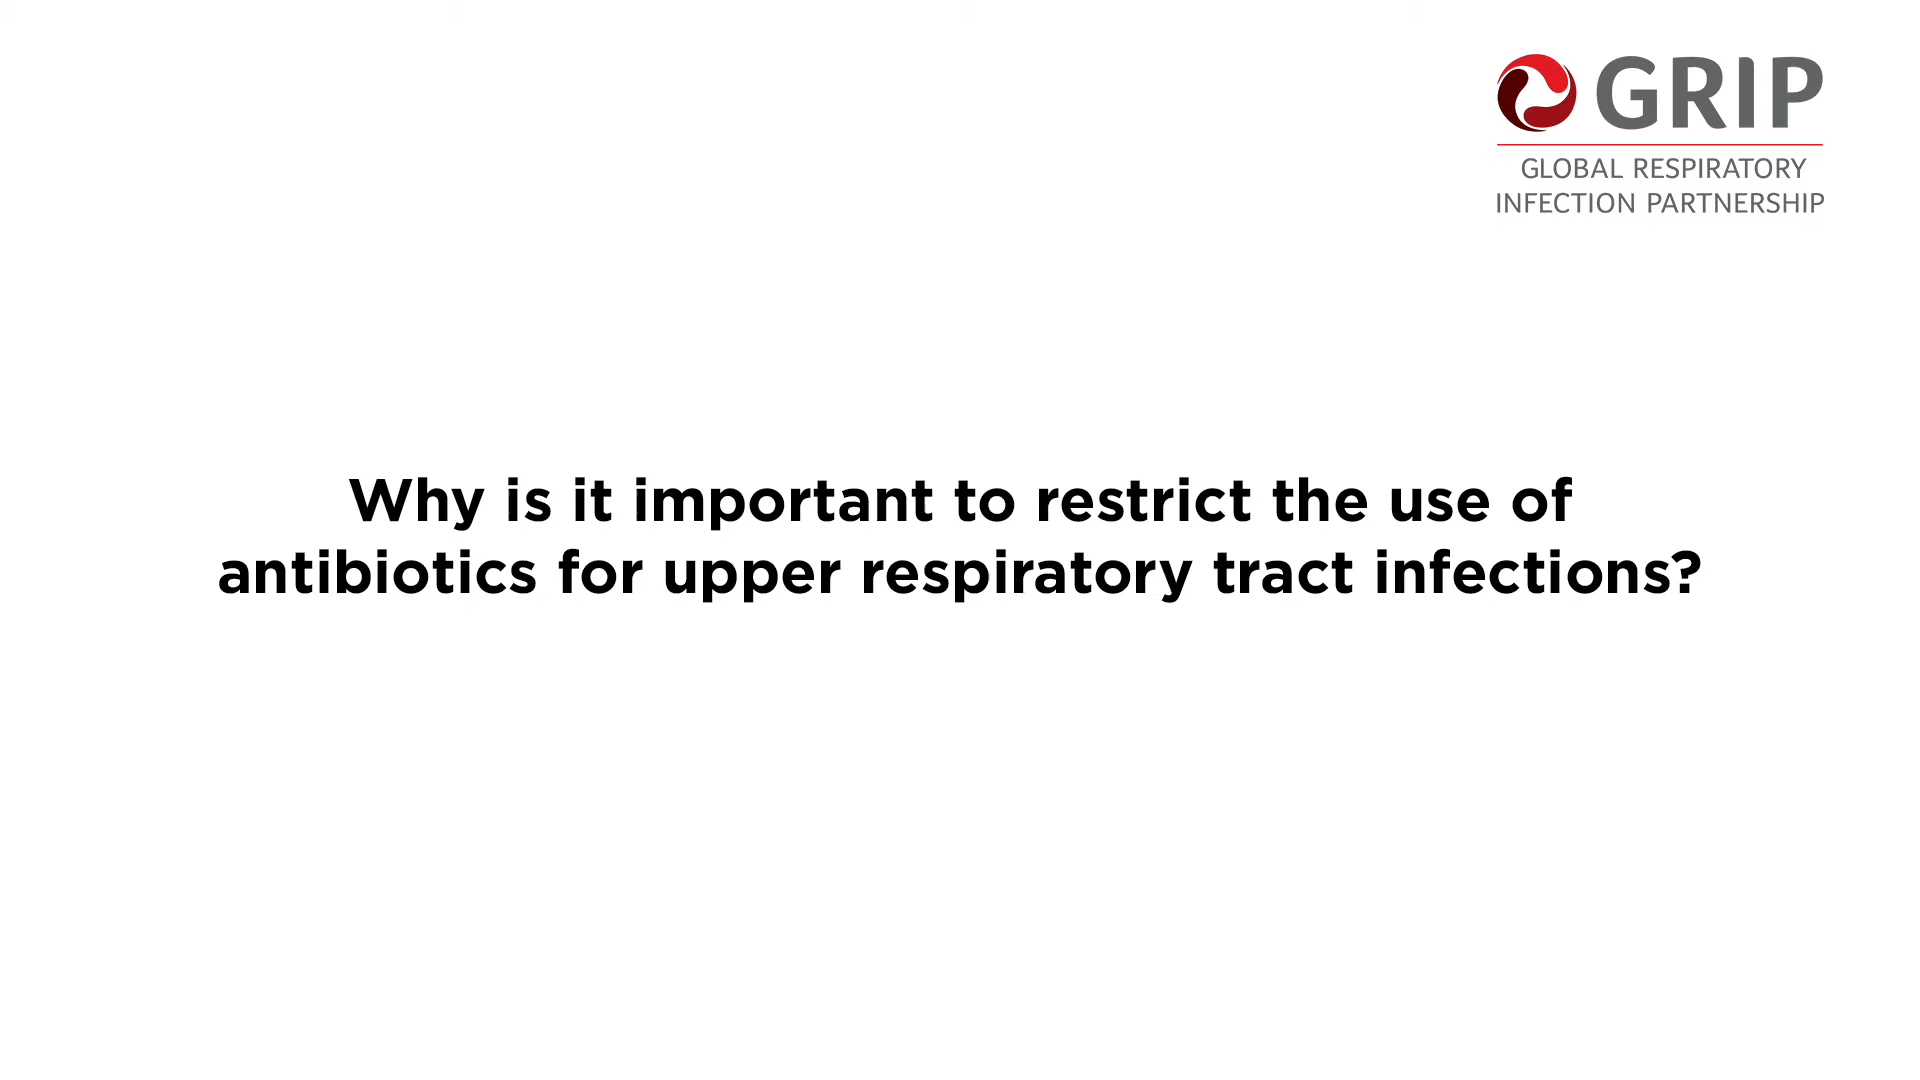 GRIP
GLOBAL RESPIRATORY
INFECTION PARTNERSHIP
Why is it important to restrict the use of
antibiotics for upper respiratory tract infections?